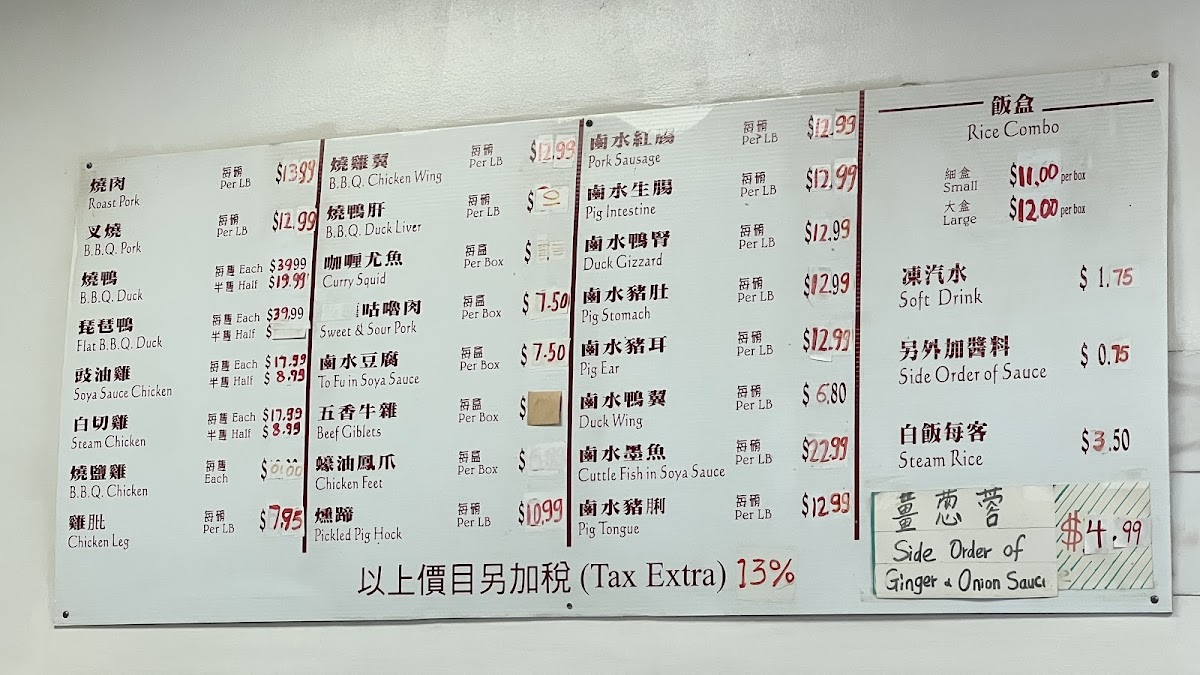 燒肉 每磅 $13.99
Roast Pork Per LB
叉燒 每磅 $12.99
B.B.Q. Pork Per LB
燒鴨 每隻 Each $39.99
B.B.Q. Duck 半隻 Half $19.99
琵琶鴨 每隻 Each $39.99
Flat B.B.Q. Duck 半隻 Half $
豉油雞 每隻 Each $17.99
Soya Sauce Chicken 半隻 Half $8.99
白切雞 每隻 Each $17.99
Steam Chicken 半隻 Half $8.99
燒鹽雞 每隻 $
B.B.Q. Chicken Each
雞肶 每磅 $7.95
Chicken Leg Per LB
燒雞翼 每磅 $12.99
B.B.Q. Chicken Wing Per LB
燒鴨肝 每磅 $
B.B.Q. Duck Liver Per LB
咖喱尤魚 每盒 $
Curry Squid Per Box
咕嚕肉 每盒 $7.50
Sweet & Sour Pork Per Box
鹵水豆腐 每盒 $7.50
To Fu in Soya Sauce Per Box
五香牛雜 每盒 $
Beef Giblets Per Box
蠔油鳳爪 每盒 $
Chicken Feet Per Box
燻蹄 每磅 $10.99
Pickled Pig Hock Per LB
鹵水紅腸 每磅 $12.99
Pork Sausage Per LB
鹵水生腸 每磅 $12.99
Pig Intestine Per LB
鹵水鴨腎 每磅 $12.99
Duck Gizzard Per LB
鹵水豬肚 每磅 $12.99
Pig Stomach Per LB
鹵水豬耳 每磅 $12.99
Pig Ear Per LB
鹵水鴨翼 每磅 $6.80
Duck Wing Per LB
鹵水墨魚 每磅 $22.99
Cuttle Fish in Soya Sauce Per LB
鹵水豬脷 每磅 $12.99
Pig Tongue Per LB
飯盒
Rice Combo
細盒 $11.00 per box
Small
大盒 $12.00 per box
Large
凍汽水 $1.75
Soft Drink
另外加醬料 $0.75
Side Order of Sauce
白飯每客 $3.50
Steam Rice
薑葱蓉 $4.99
Side Order of
Ginger & Onion Sauce
以上價目另加稅 (Tax Extra) 13%